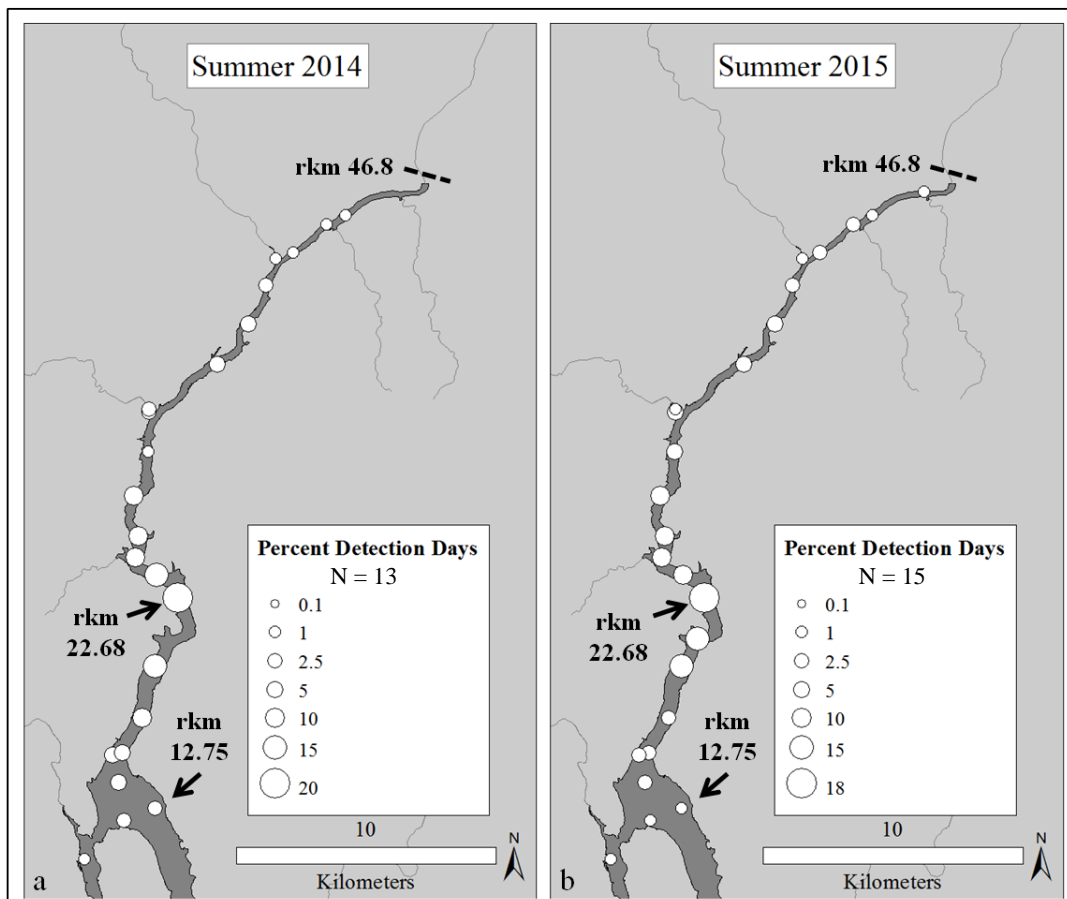 Summer 2014
rkm 46.8
Percent Detection Days
N = 13
0.1
1
2.5
5
10
15
20
rkm
22.68
rkm
12.75
10
Kilometers
N
a
Summer 2015
rkm 46.8
Percent Detection Days
N = 15
0.1
1
2.5
5
10
15
18
rkm
22.68
rkm
12.75
10
Kilometers
N
b